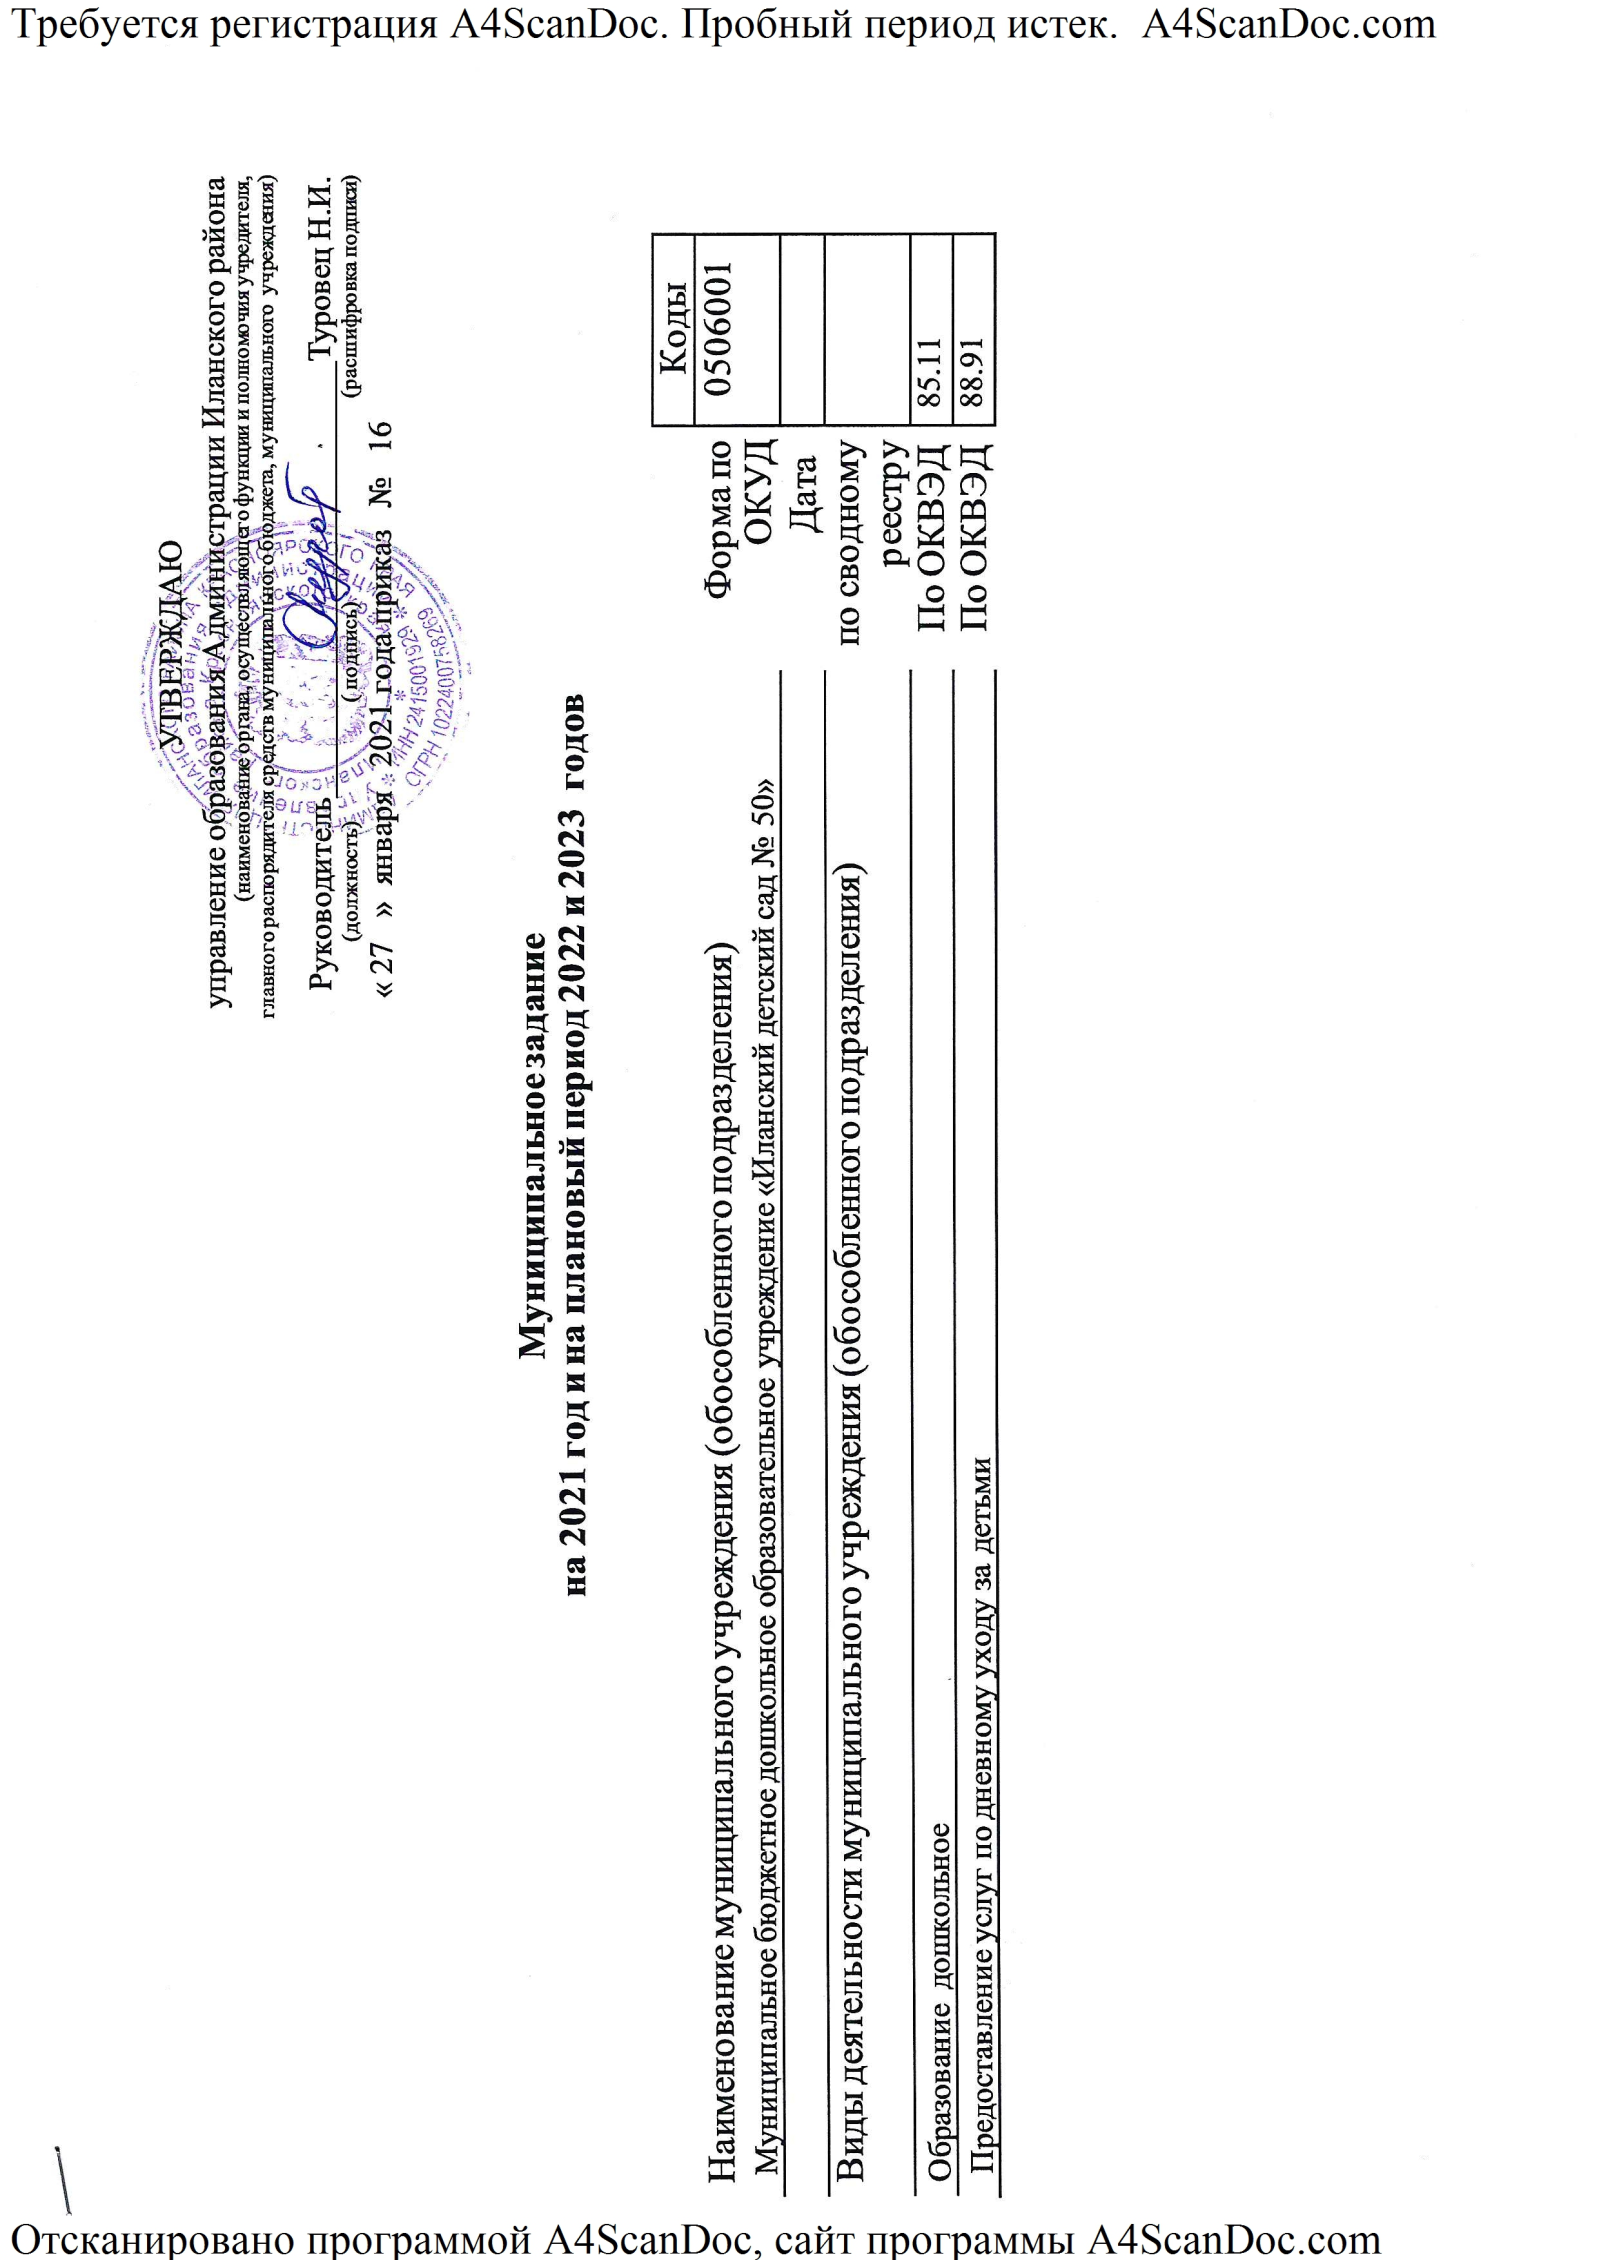 Требуется регистрация A4ScanDoc. Пробный период истек. A4ScanDoc.com
УТВЕРЖДАЮ
управление образования Администрации Иланского района
(наименование органа, осуществляющего функции и полномочия учредителя,
главного распорядителя средств муниципального бюджета, муниципального учреждения)
Руководитель Туровец Н.И.
(должность) (подпись) (расшифровка подписи)
« 27 » января 2021 года приказ № 16
ИНН 2415001929
ОГРН 1022400758269
Муниципальное задание
на 2021 год и на плановый период 2022 и 2023 годов
Коды
Наименование муниципального учреждения (обособленного подразделения) Форма по 0506001
Муниципальное бюджетное дошкольное образовательное учреждение «Иланский детский сад № 50» ОКУД
Дата
Виды деятельности муниципального учреждения (обособленного подразделения) по сводному
реестру
Образование дошкольное По ОКВЭД 85.11
Предоставление услуг по дневному уходу за детьми По ОКВЭД 88.91
Отсканировано программой A4ScanDoc, сайт программы A4ScanDoc.com